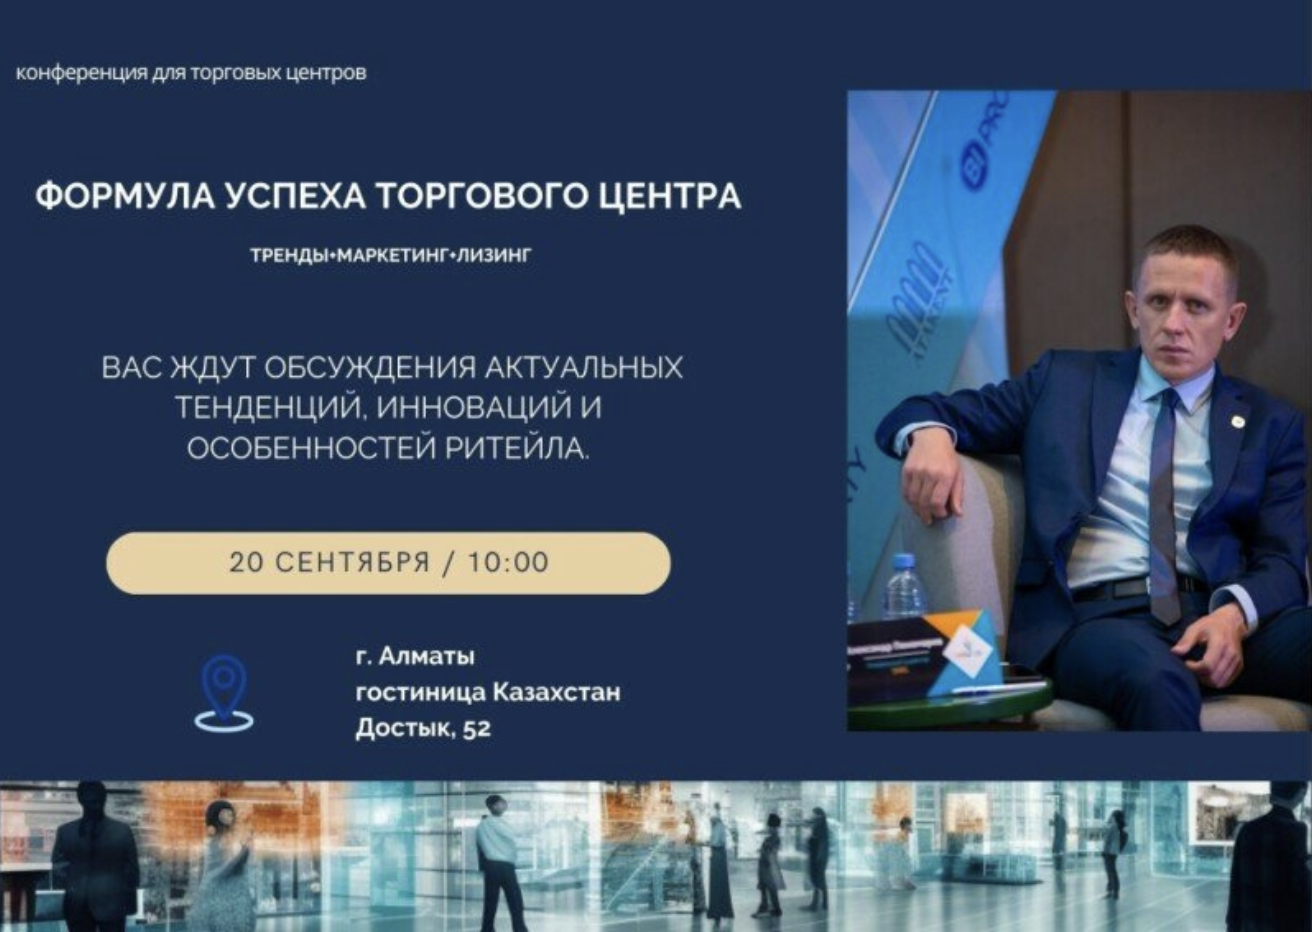 конференция для торговых центров
ФОРМУЛА УСПЕХА ТОРГОВОГО ЦЕНТРА
ТРЕНДЫ•МАРКЕТИНГ•ЛИЗИНГ
ВАС ЖДУТ ОБСУЖДЕНИЯ АКТУАЛЬНЫХ
ТЕНДЕНЦИЙ, ИННОВАЦИЙ И
ОСОБЕННОСТЕЙ РИТЕЙЛА.
20 СЕНТЯБРЯ / 10:00
г. Алматы
гостиница Казахстан
Достык, 52
ATAKENT